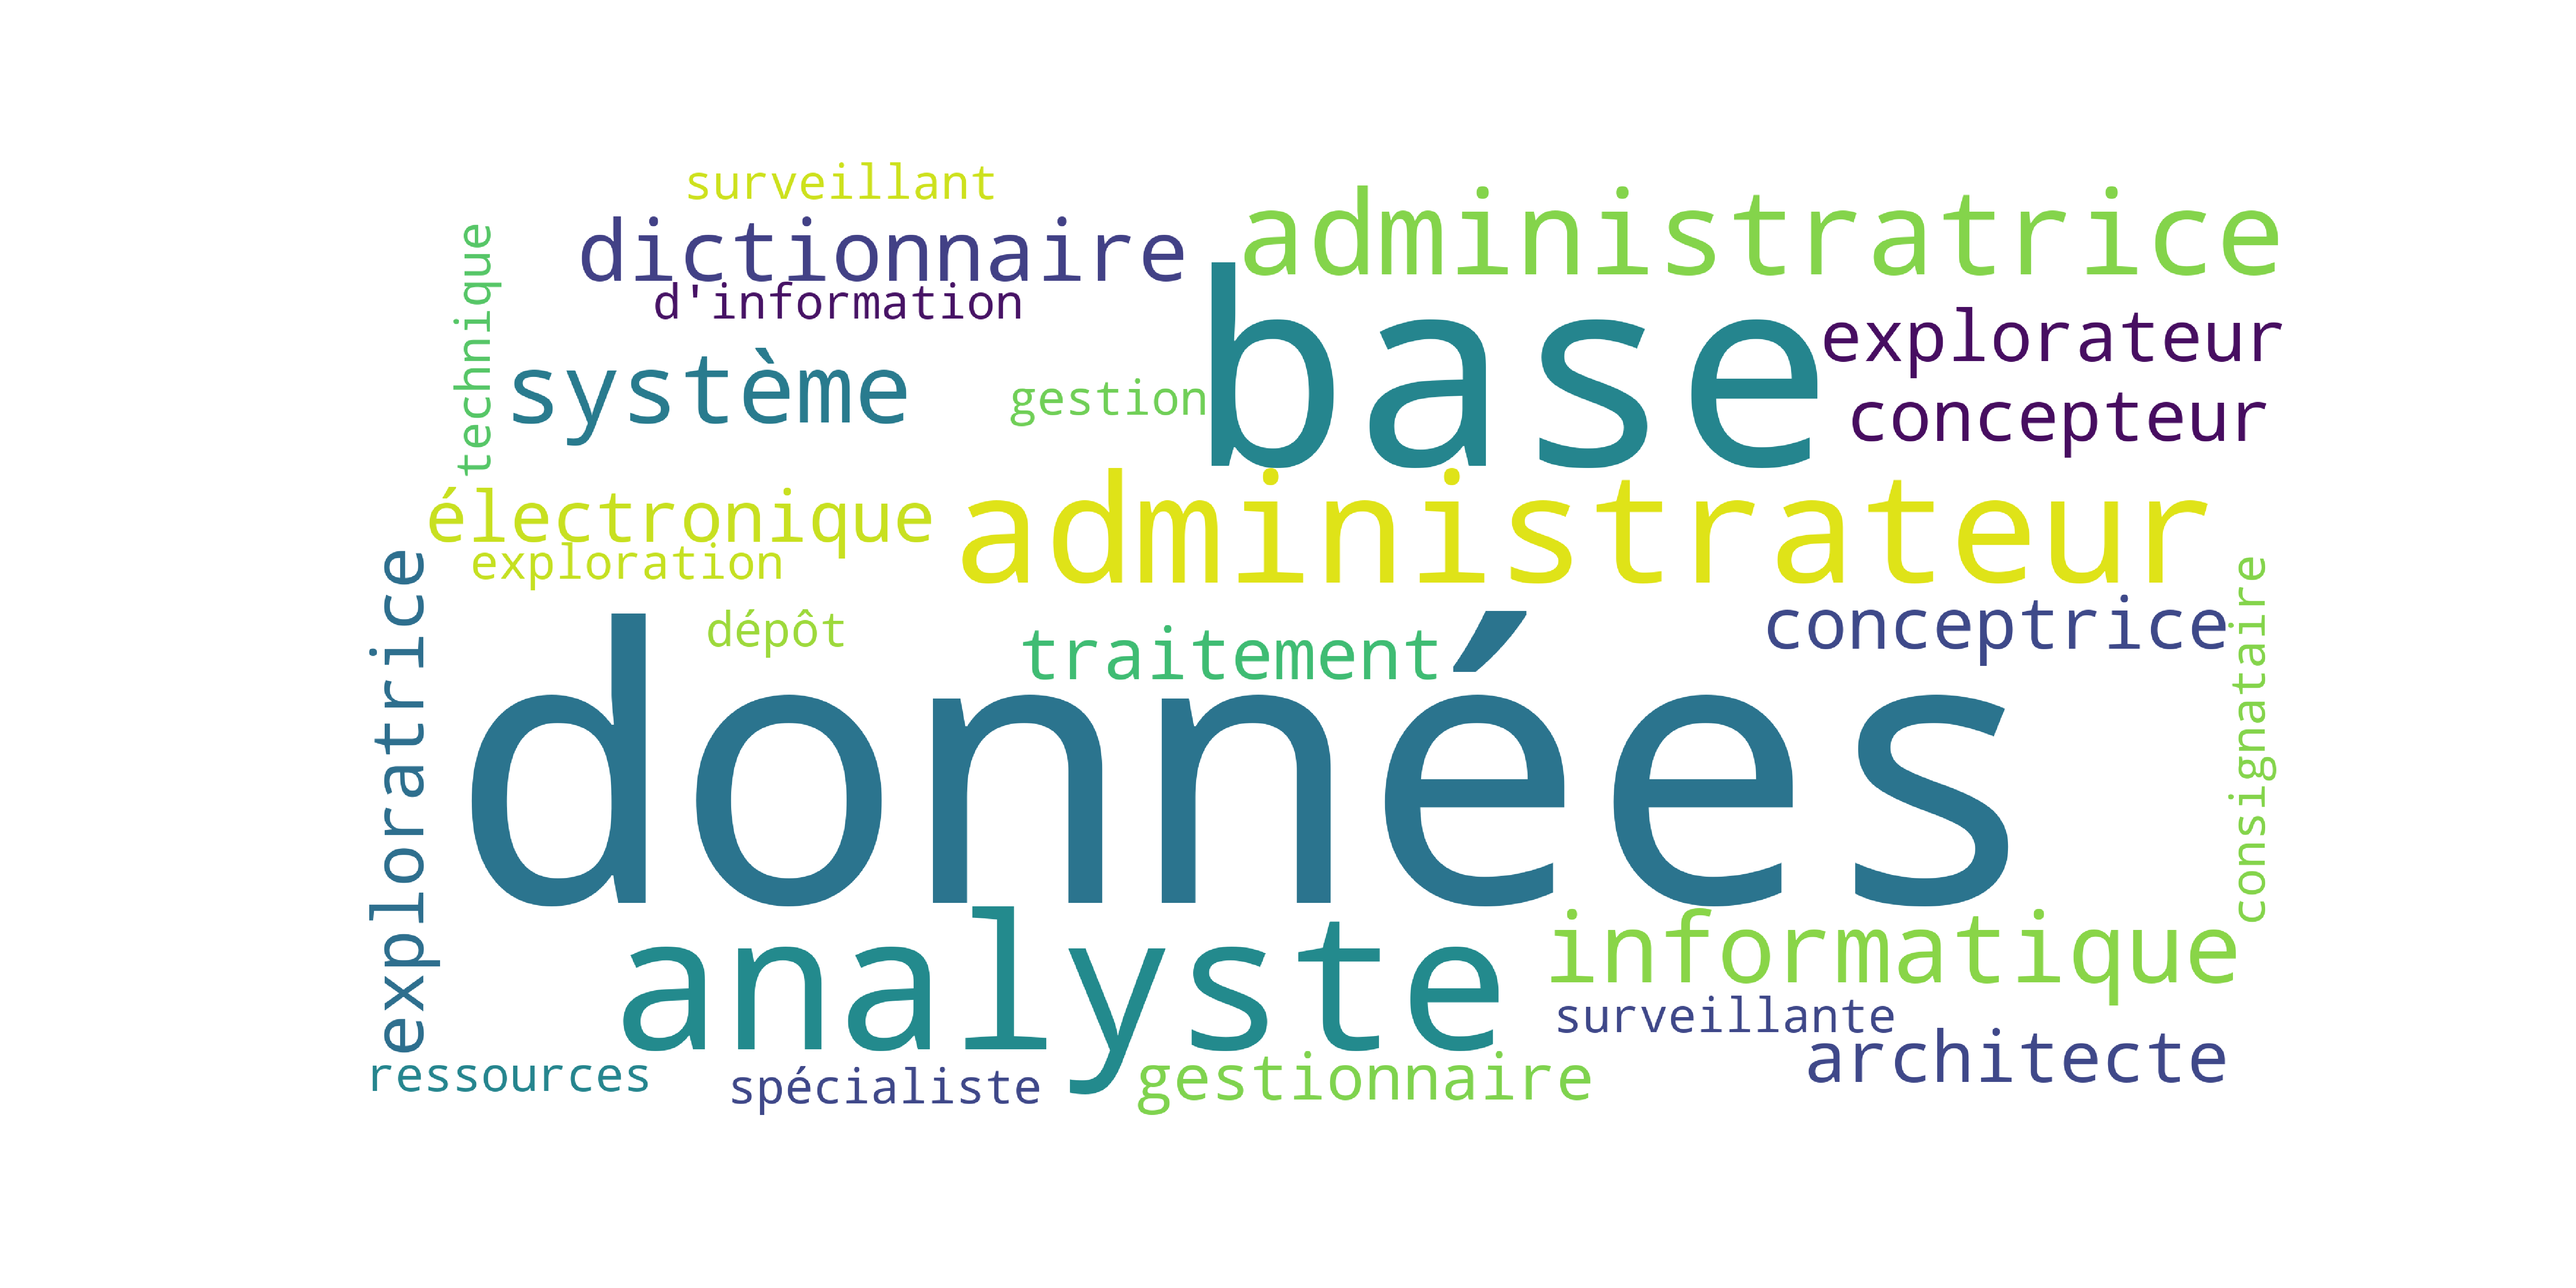 surveillant
administratrice
dictionnaire
technique
d'information
base
explorateur
système
gestion
concepteur
électronique
administrateur
exploration
exploratrice
dépôt
traitement
conceptrice
consignataire
données
analyste
informatique
surveillante
architecte
ressources
spécialiste
gestionnaire